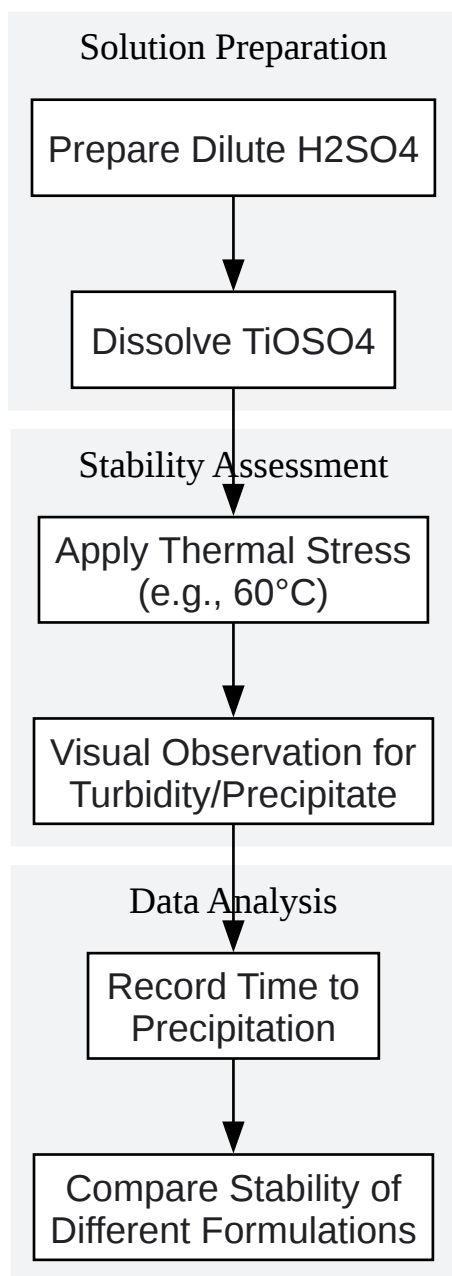 Solution Preparation
Prepare Dilute H2SO4
Dissolve TiOSO4
Stability Assessment
Apply Thermal Stress
(e.g., 60°C)
Visual Observation for
Turbidity/Precipitate
Data Analysis
Record Time to
Precipitation
Compare Stability of
Different Formulations